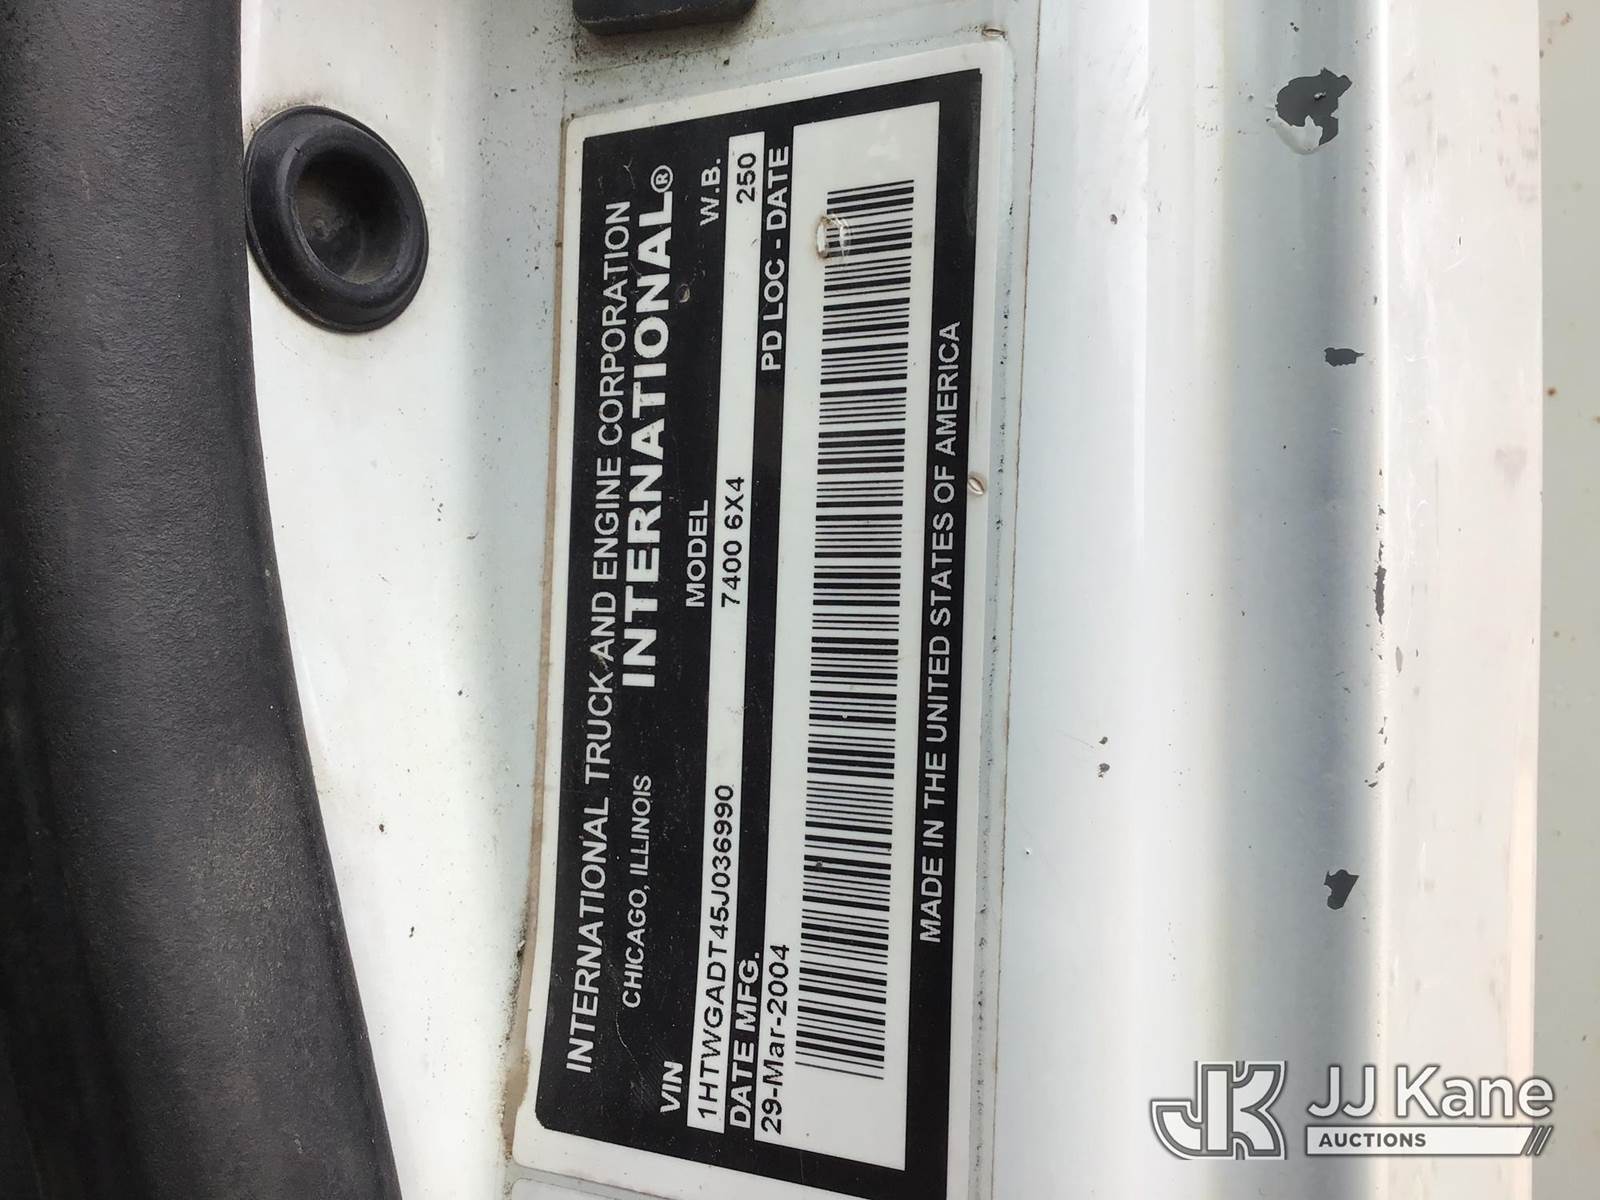 INTERNATIONAL TRUCK AND ENGINE CORPORATION
CHICAGO, ILLINOIS INTERNATIONAL®
VIN MODEL W.B.
1HTWGADT45J036990 7400 6X4 250
DATE MFG. PD LOC - DATE
29-Mar-2004
MADE IN THE UNITED STATES OF AMERICA
JK JJ Kane
AUCTIONS